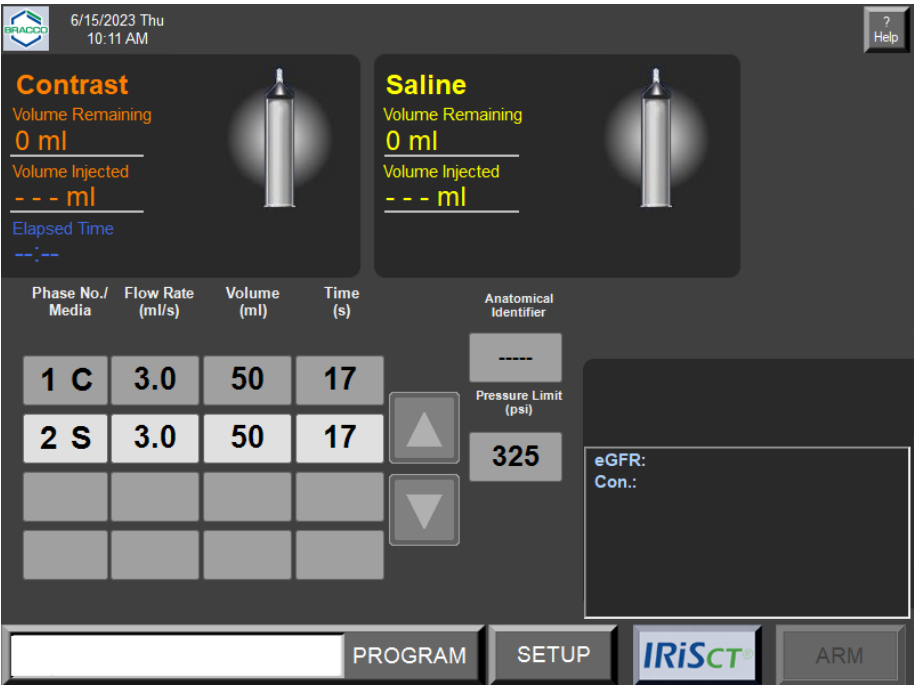 BRACCO
6/15/2023 Thu
10:11 AM
?
Help
Contrast
Volume Remaining
0 ml
Volume Injected
- - - ml
Elapsed Time
--:--
Saline
Volume Remaining
0 ml
Volume Injected
- - - ml
Phase No./ Flow Rate Volume Time
Media (ml/s) (ml) (s)
1 C 3.0 50 17
2 S 3.0 50 17
Anatomical
Identifier
-----
Pressure Limit
(psi)
325
eGFR:
Con.:
PROGRAM SETUP IRiSCT® ARM